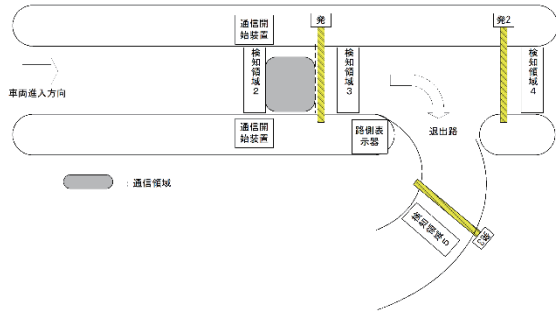 通信開
始装置
発
発2
検知領域2
検知領域3
検知領域4
車両進入方向
通信開
始装置
路側表
示器
退出路
：通信領域
検知領域5
発3